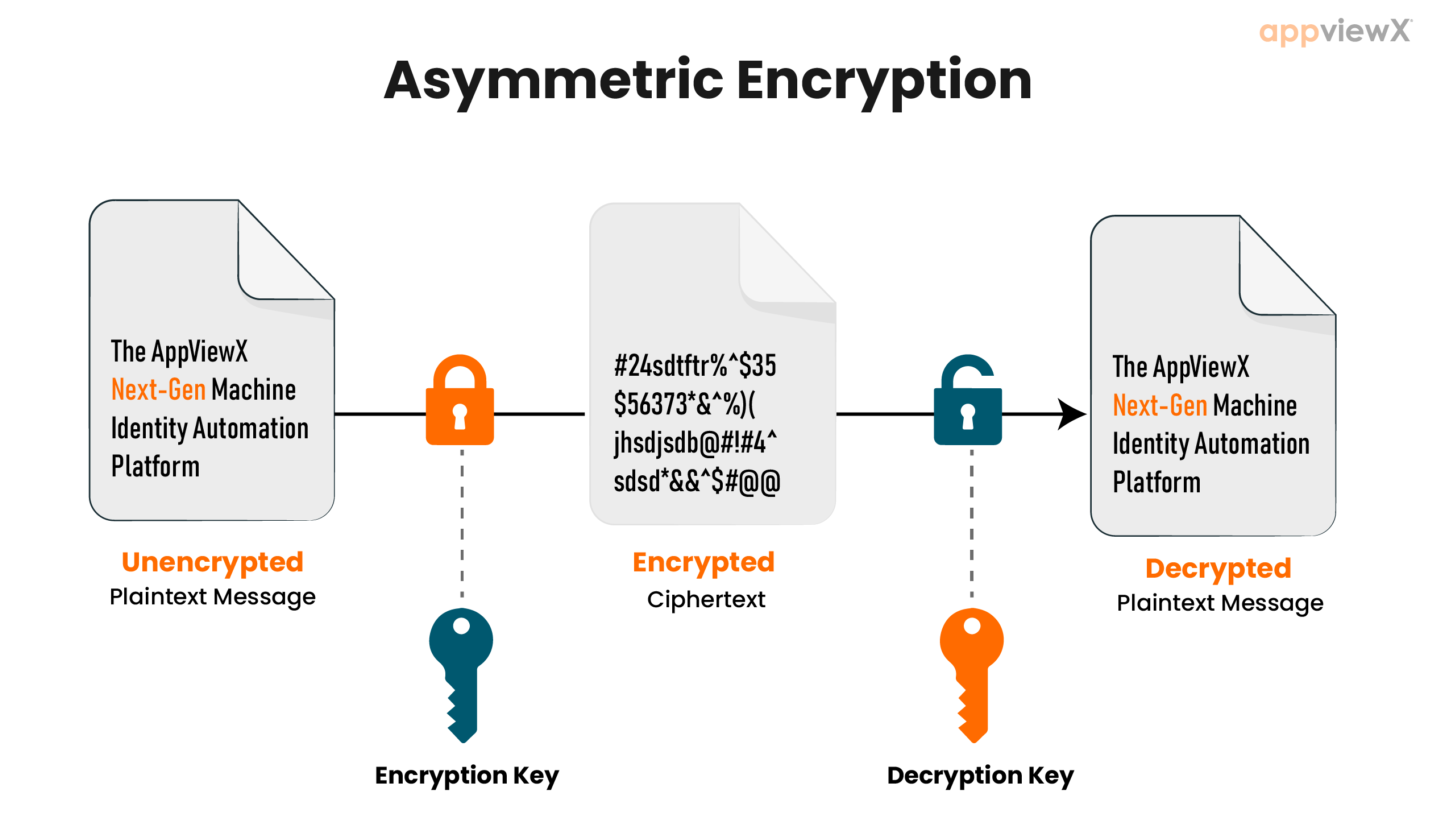 appviewX
Asymmetric Encryption
The AppViewX
Next-Gen Machine
Identity Automation
Platform
#24sdtftr%^$35
$56373*&^%)(
jhsdjsdb@#!#4^
sdsd*&&^$#@@
The AppViewX
Next-Gen Machine
Identity Automation
Platform
Unencrypted
Plaintext Message
Encrypted
Ciphertext
Decrypted
Plaintext Message
Encryption Key
Decryption Key